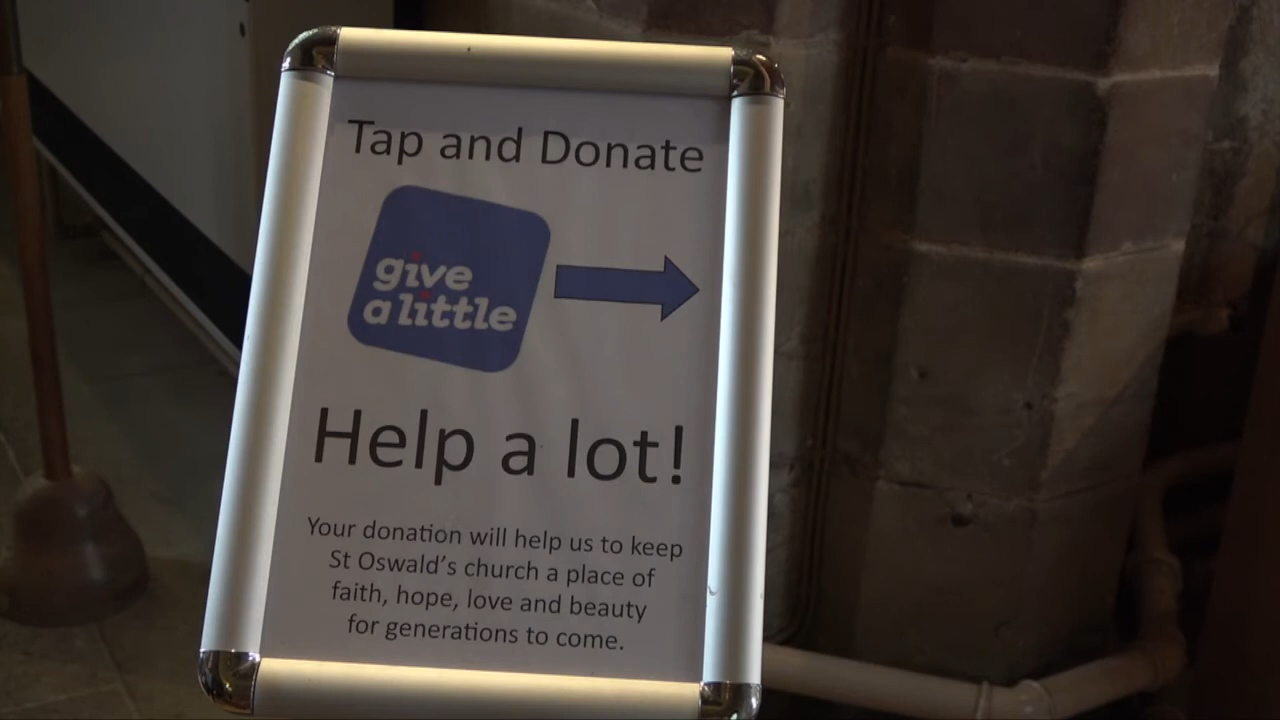 Tap and Donate
give
a little
Help a lot!
Your donation will help us to keep
St Oswald's church a place of
faith, hope, love and beauty
for generations to come.